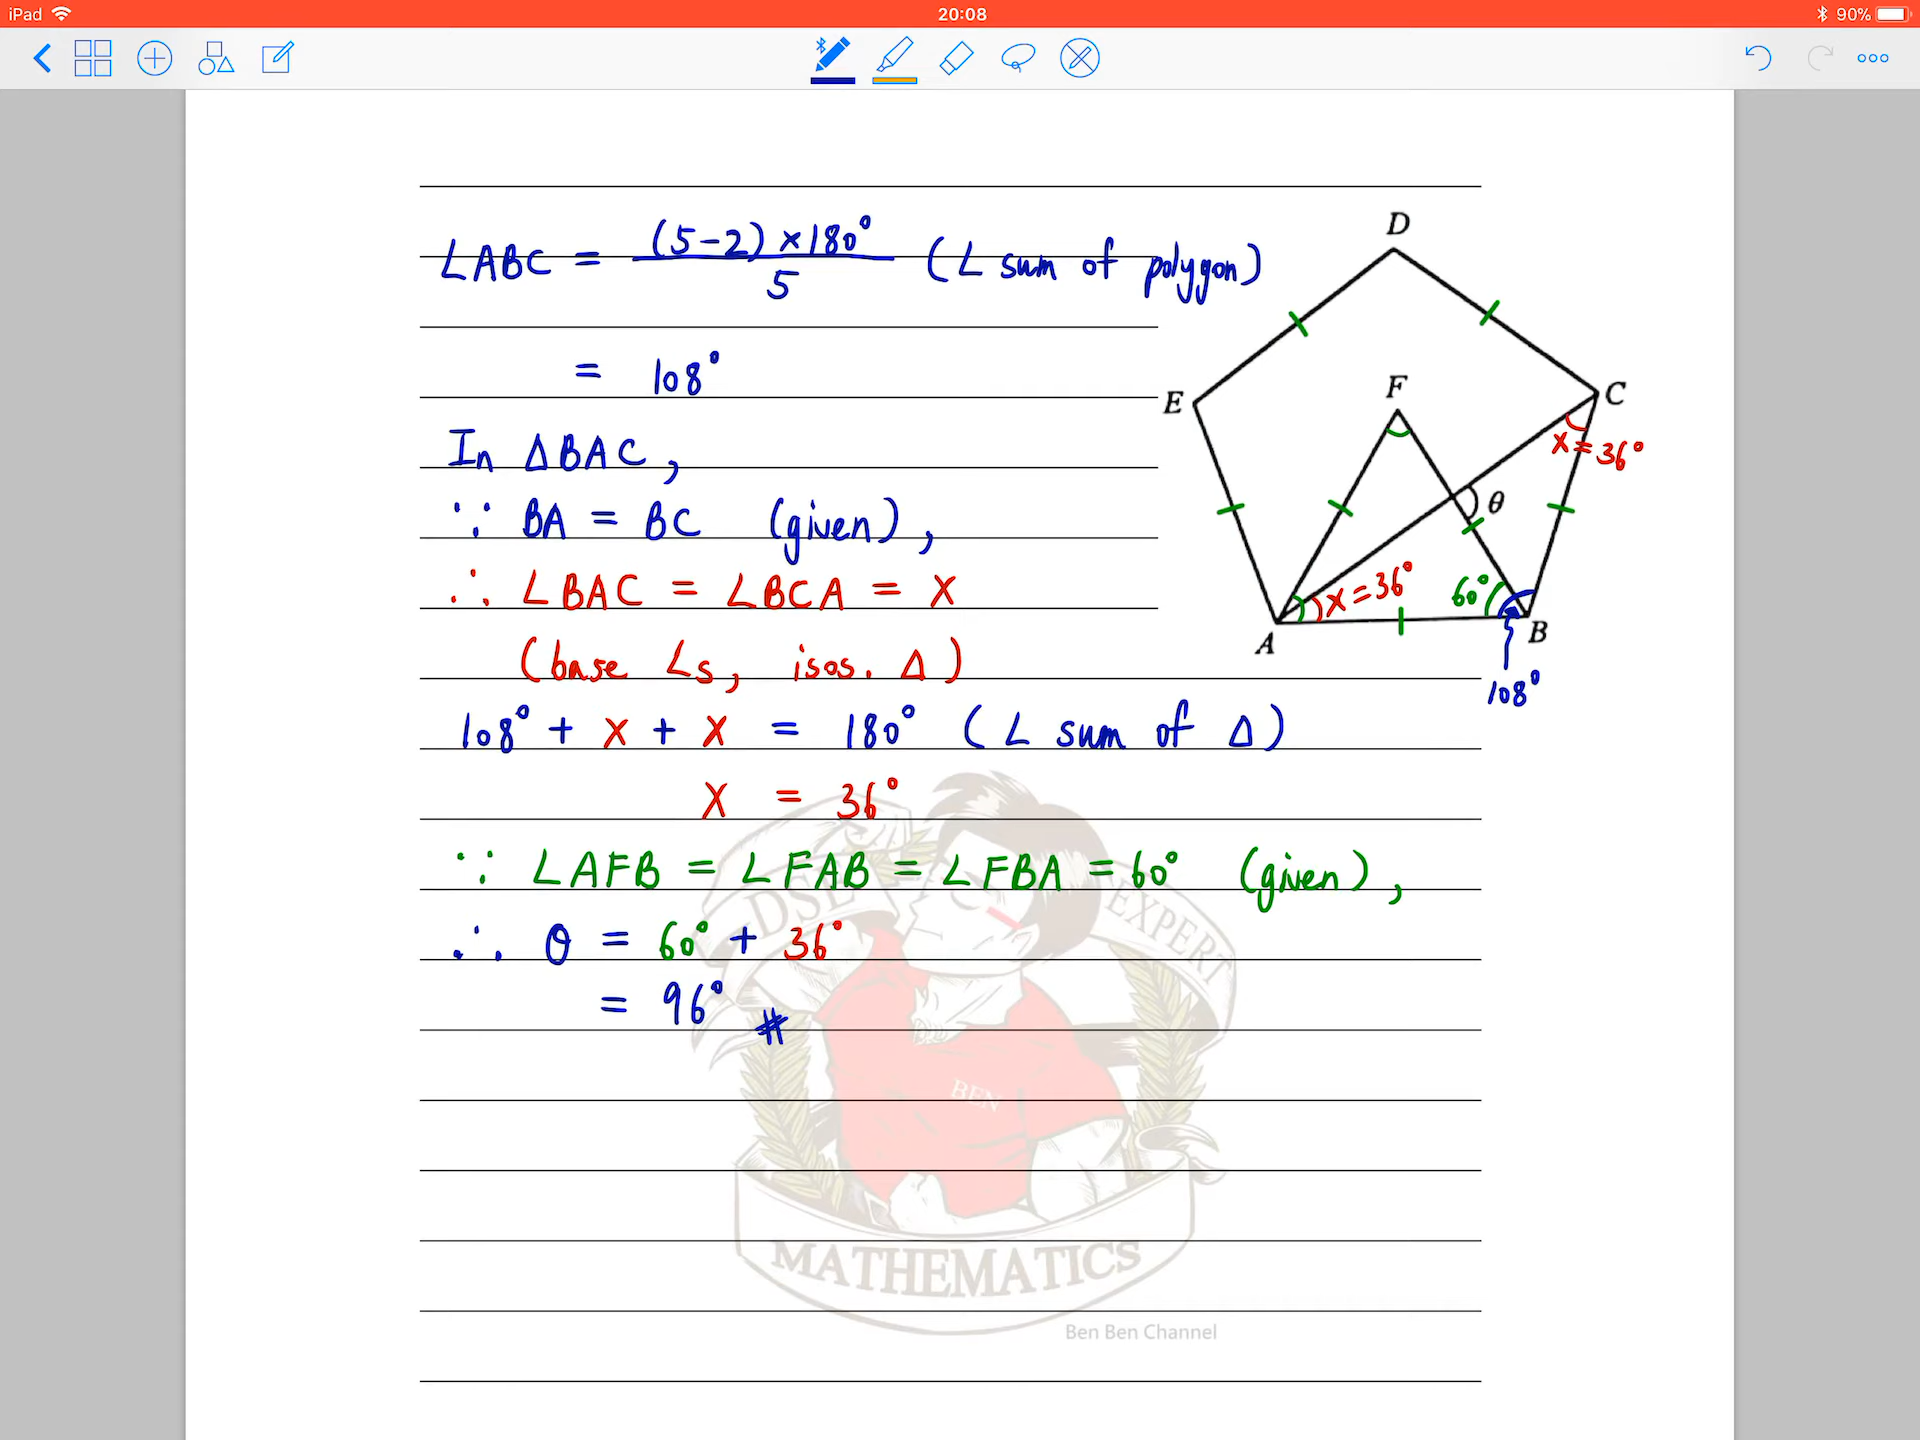 iPad
20:08
90%
∠ABC = (5-2)×180° / 5 (∠ sum of polygon)
= 108°
In ΔBAC,
∵ BA = BC (given),
∴ ∠BAC = ∠BCA = x
(base ∠s, isos. Δ)
108° + x + x = 180° (∠ sum of Δ)
x = 36°
∵ ∠AFB = ∠FAB = ∠FBA = 60° (given),
∴ θ = 60° + 36°
= 96° #
D
F
E
C
x = 36°
θ
x = 36°
60°
A
B
108°
DSE
EXPERT
BEN
MATHEMATICS
Ben Ben Channel